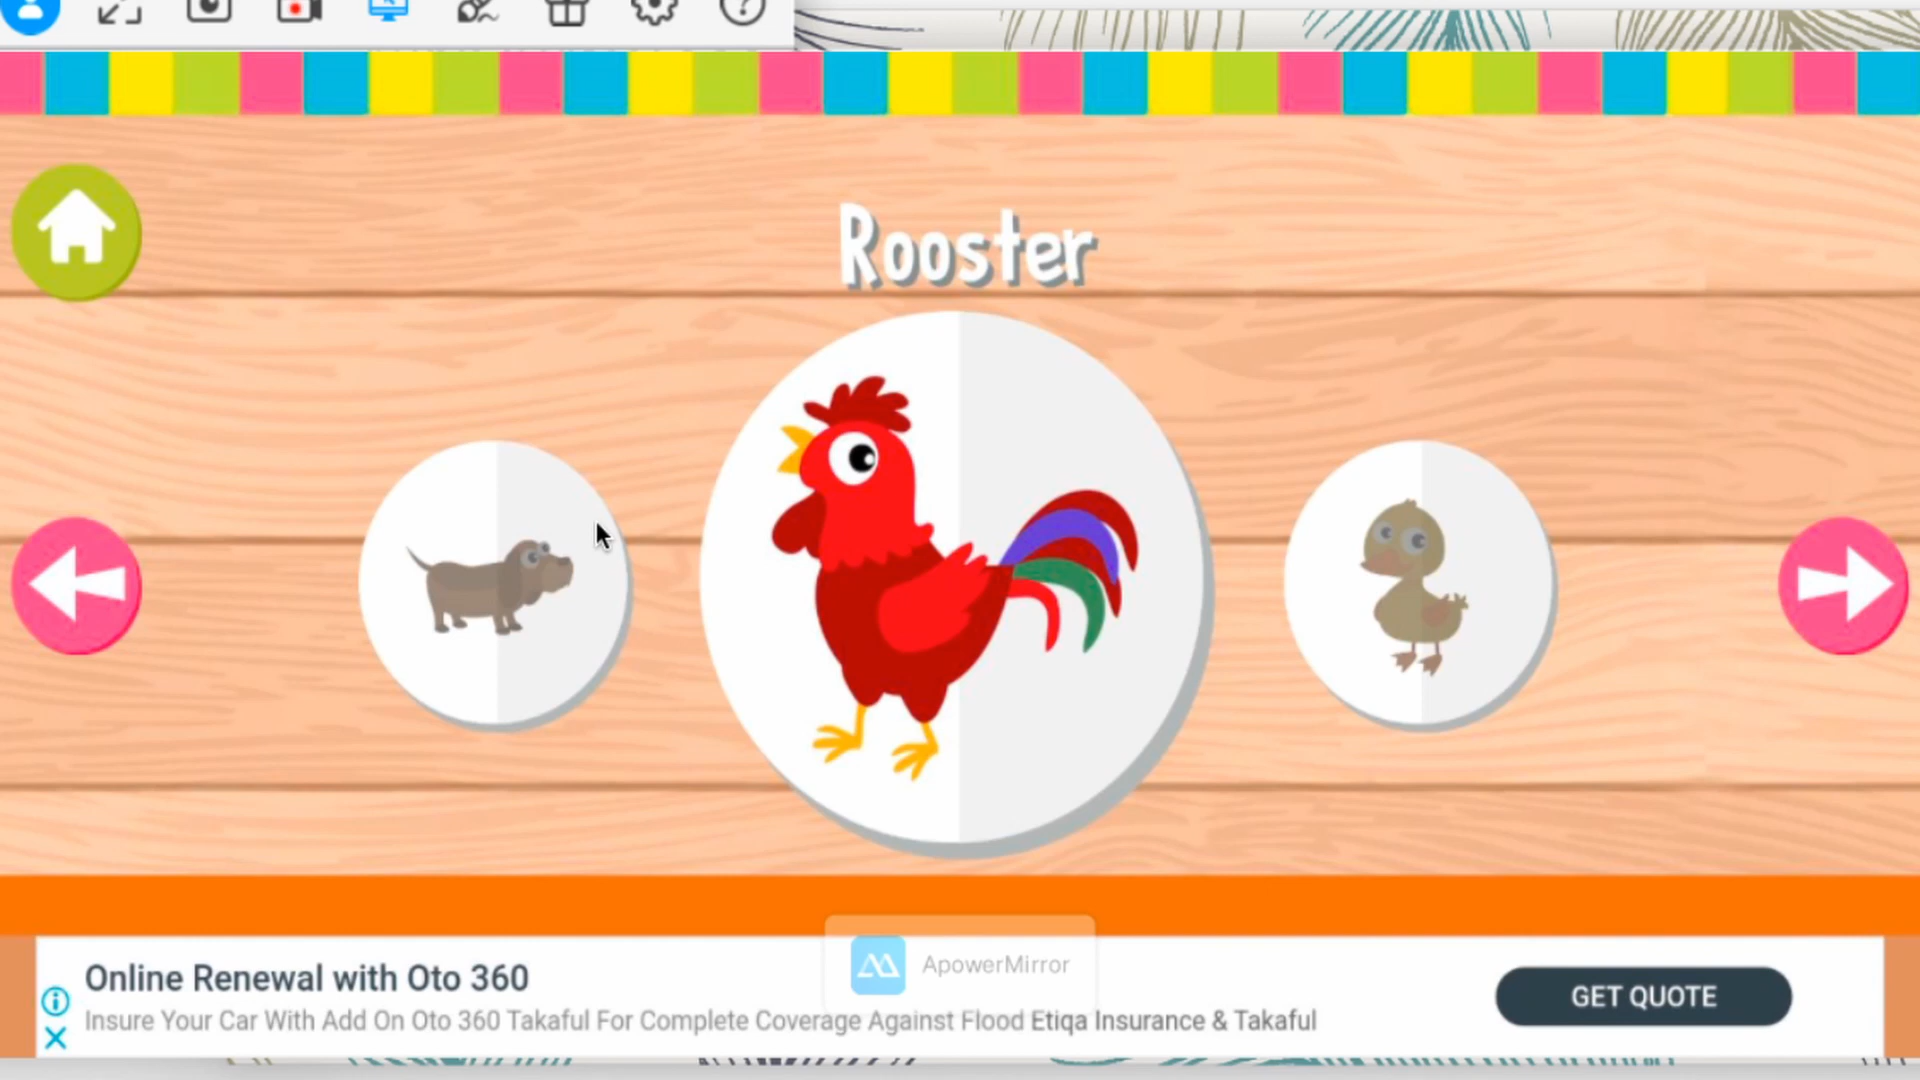 Rooster
Online Renewal with Oto 360
ApowerMirror
Insure Your Car With Add On Oto 360 Takaful For Complete Coverage Against Flood Etiqa Insurance & Takaful
GET QUOTE